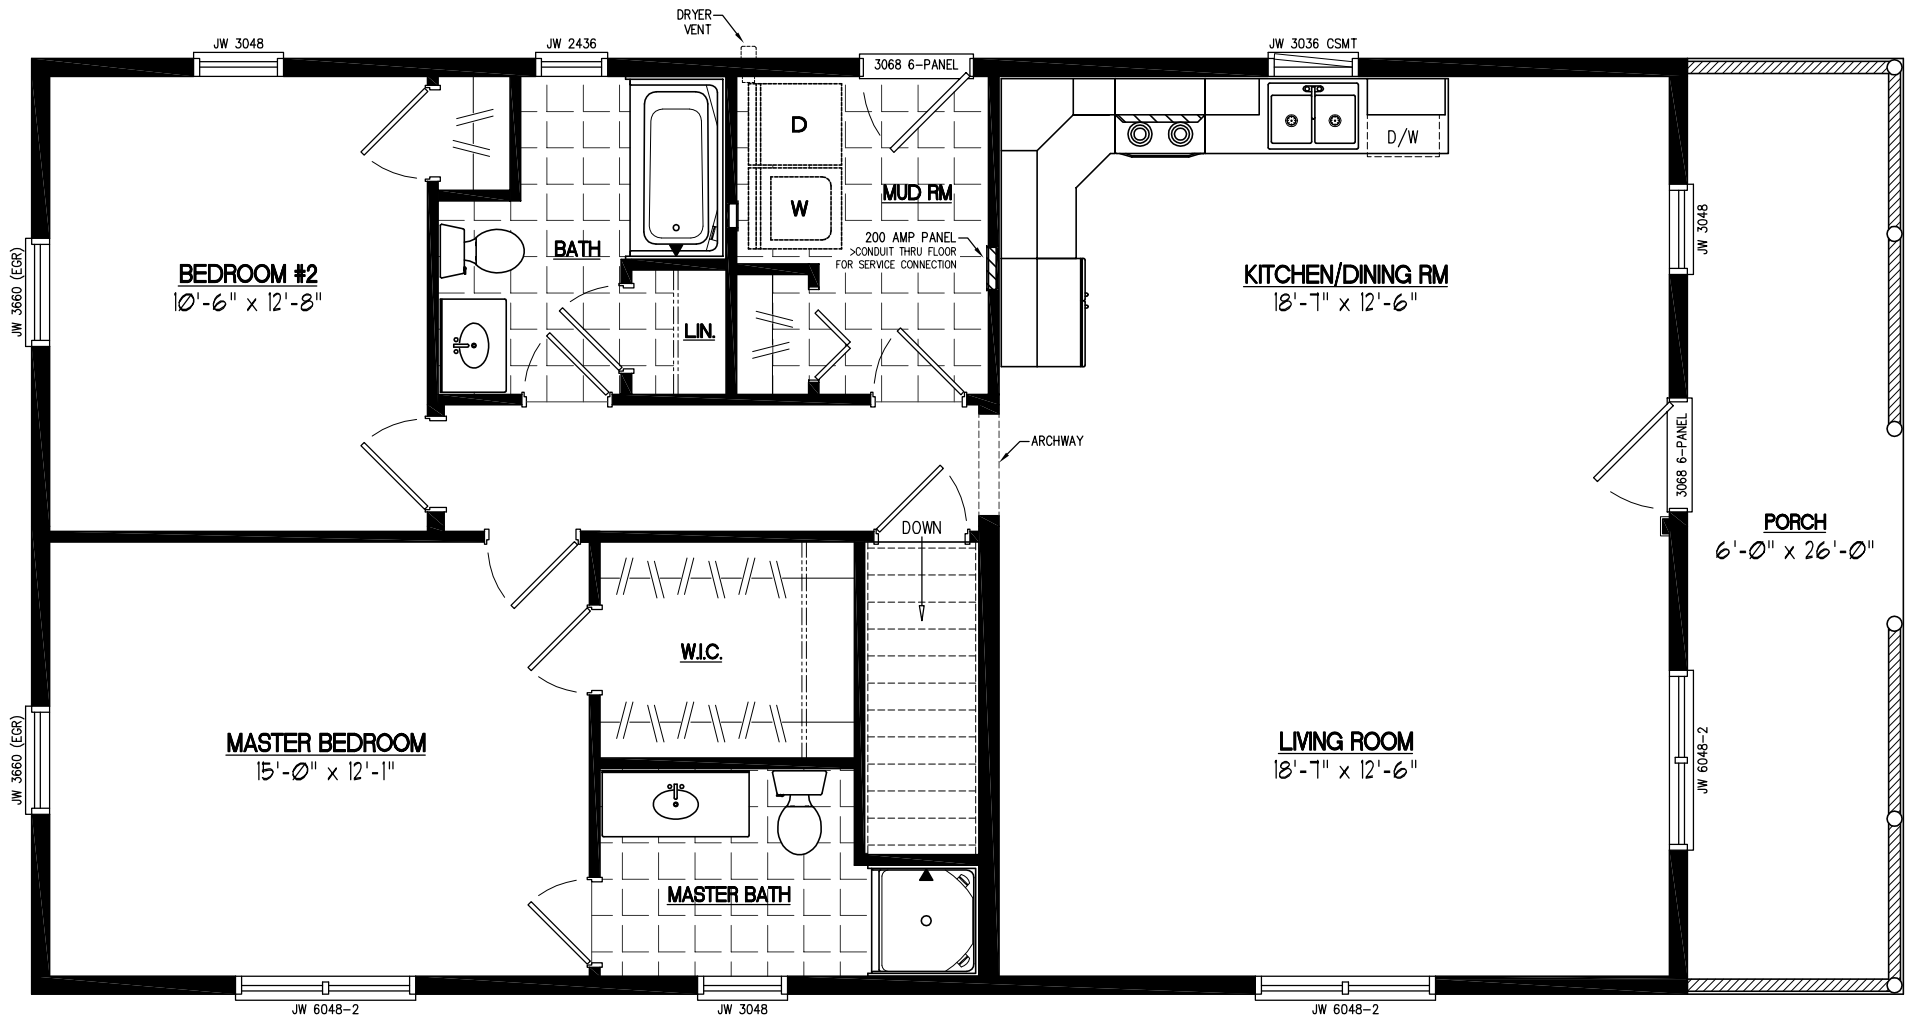 DRYER
VENT
JW 3048
JW 2436
3068 6-PANEL
JW 3036 CSMT
D
W
MUD RM
200 AMP PANEL
>CONDUIT THRU FLOOR
FOR SERVICE CONNECTION
D/W
BATH
LIN.
BEDROOM #2
10'-6" x 12'-8"
JW 3660 (EGR)
KITCHEN/DINING RM
18'-7" x 12'-6"
JW 3048
ARCHWAY
3068 6-PANEL
DOWN
PORCH
6'-0" x 26'-0"
W.I.C.
MASTER BEDROOM
15'-0" x 12'-1"
JW 3660 (EGR)
LIVING ROOM
18'-7" x 12'-6"
JW 6048-2
MASTER BATH
JW 6048-2
JW 3048
JW 6048-2